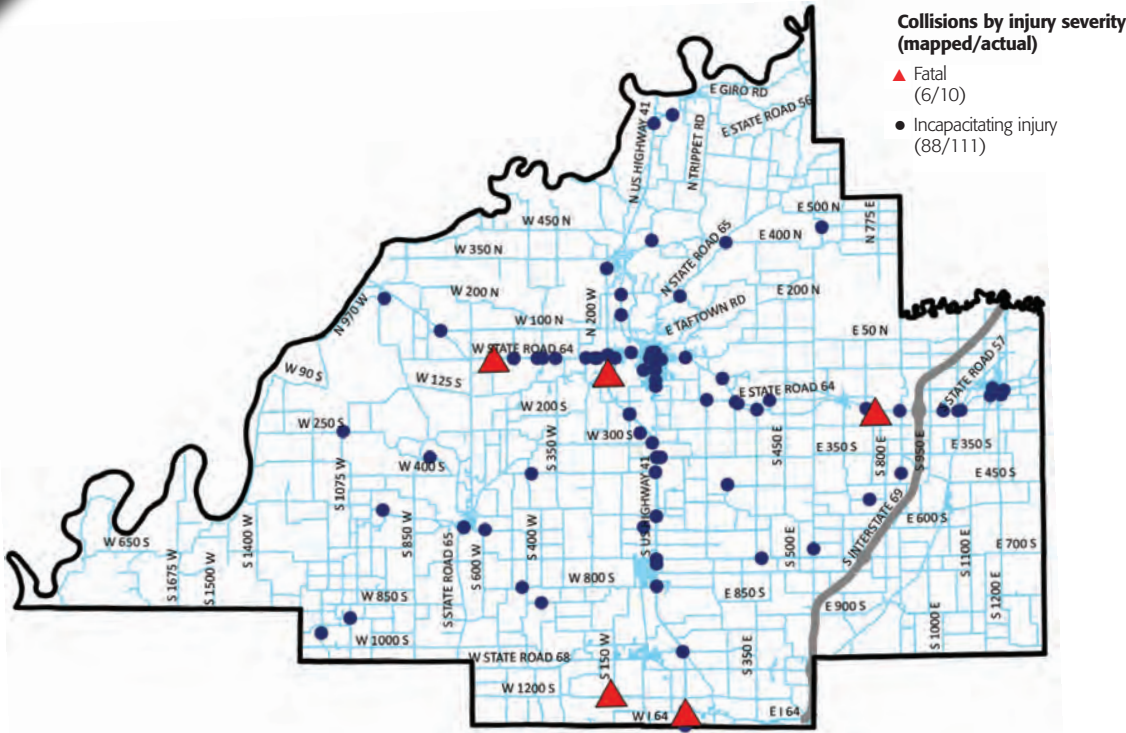 Collisions by injury severity
(mapped/actual)
Fatal
(6/10)
Incapacitating injury
(88/111)
E GIRO RD
E STATE ROAD 56
N US HIGHWAY 41
N TRIPPET RD
W 450 N
E 500 N
N 775 E
W 350 N
E 400 N
N STATE ROAD 65
W 200 N
E 200 N
N 970 W
N 200 W
W 100 N
E TAFTOWN RD
E 50 N
W STATE ROAD 64
STATE ROAD 57
W 90 S
W 125 S
E STATE ROAD 64
W 200 S
W 250 S
W 300 S
S 350 W
S 450 E
E 350 S
S 800 E
S 950 E
E 350 S
W 400 S
E 450 S
S 1075 W
S US HIGHWAY 41
S 850 W
S 400 W
E 600 S
S INTERSTATE 69
W 650 S
S 1400 W
S 1675 W
S 1500 W
S STATE ROAD 65
S 600 W
S 500 E
E 700 S
S 1100 E
W 800 S
W 850 S
E 850 S
E 900 S
S 1200 E
W 1000 S
S 1000 E
W STATE ROAD 68
S 150 W
S 350 E
W 1200 S
W I 64
E I 64